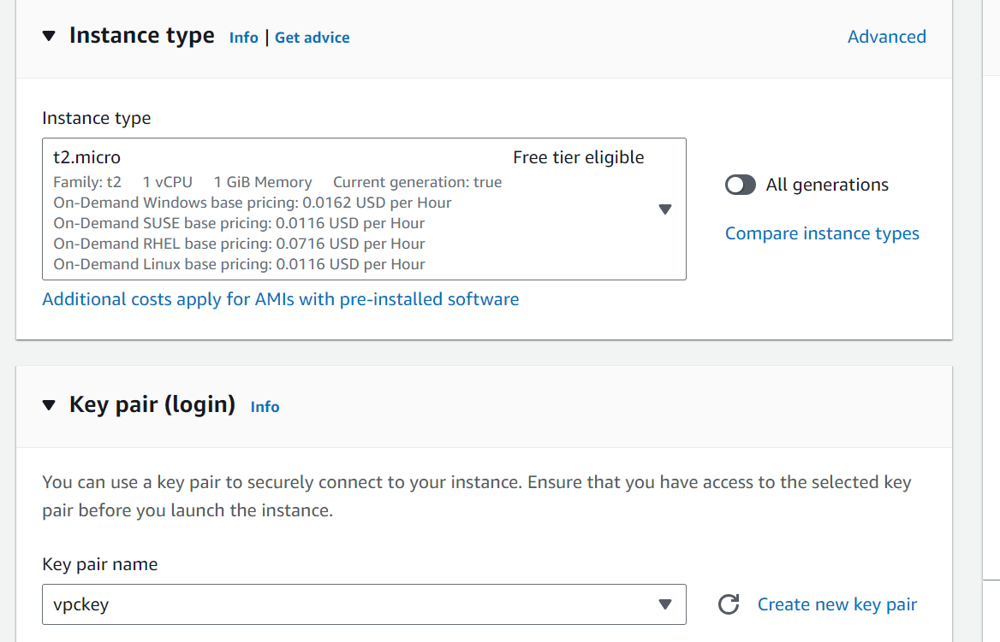 Instance type Info | Get advice Advanced
Instance type
t2.micro Free tier eligible
Family: t2 1 vCPU 1 GiB Memory Current generation: true
On-Demand Windows base pricing: 0.0162 USD per Hour
On-Demand SUSE base pricing: 0.0116 USD per Hour
On-Demand RHEL base pricing: 0.0716 USD per Hour
On-Demand Linux base pricing: 0.0116 USD per Hour
All generations
Compare instance types
Additional costs apply for AMIs with pre-installed software
Key pair (login) Info
You can use a key pair to securely connect to your instance. Ensure that you have access to the selected key
pair before you launch the instance.
Key pair name
vpckey Create new key pair